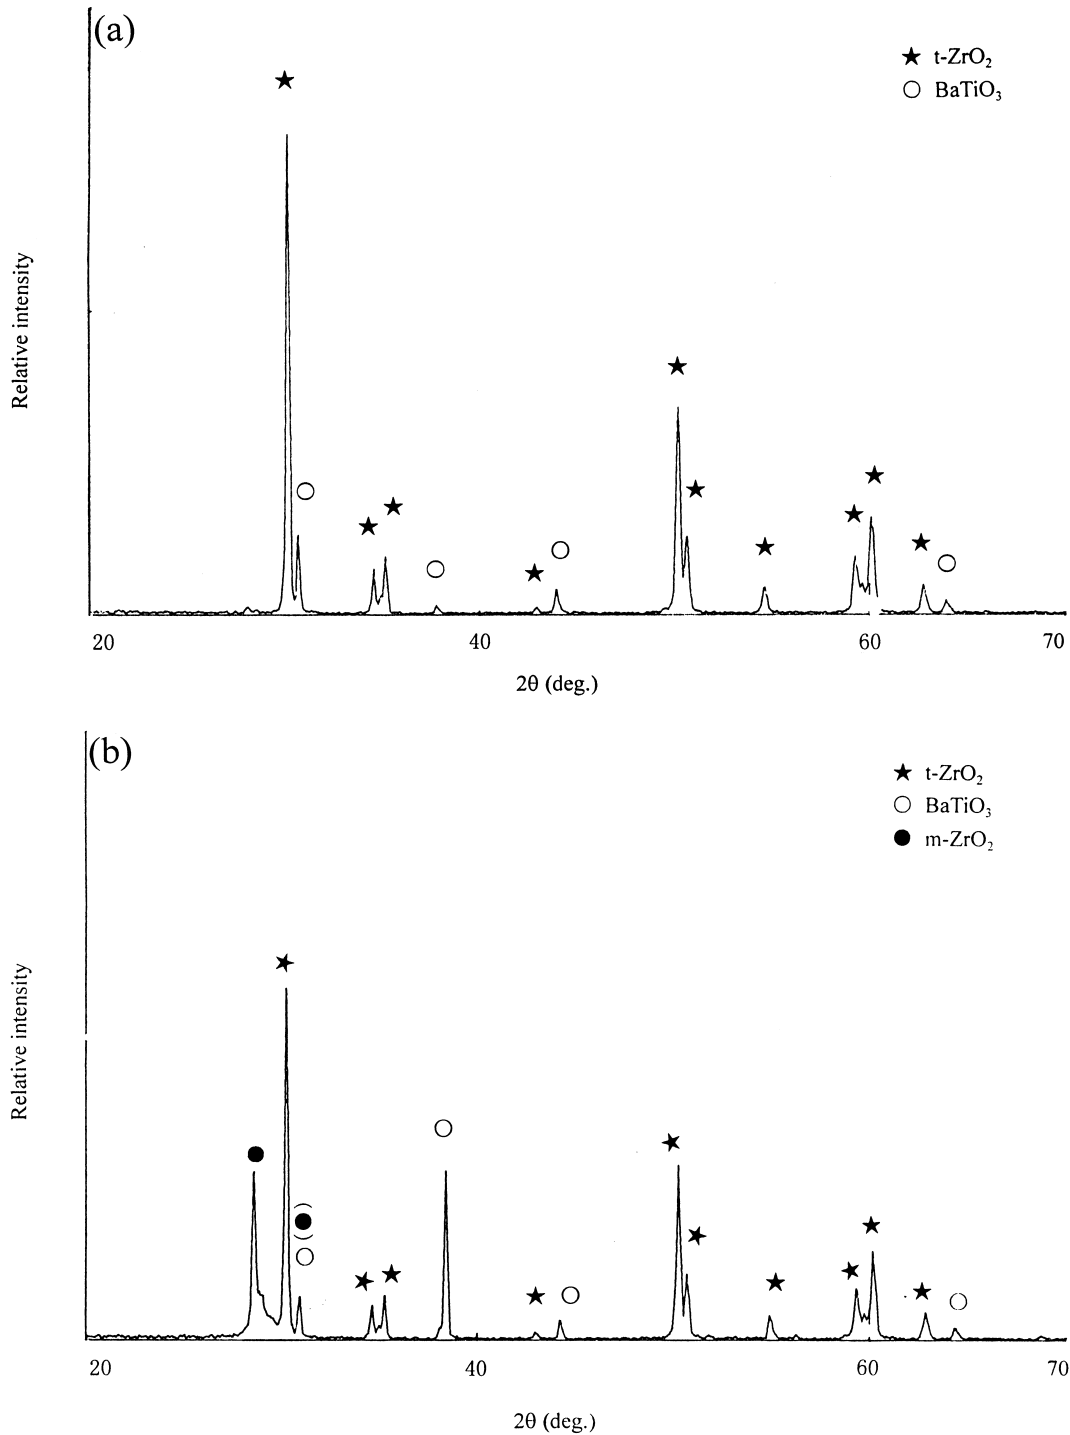 (a)
★ t-ZrO₂
○ BaTiO₃
Relative intensity
20 40 60 70
2θ (deg.)
(b)
★ t-ZrO₂
○ BaTiO₃
● m-ZrO₂
Relative intensity
20 40 60 70
2θ (deg.)